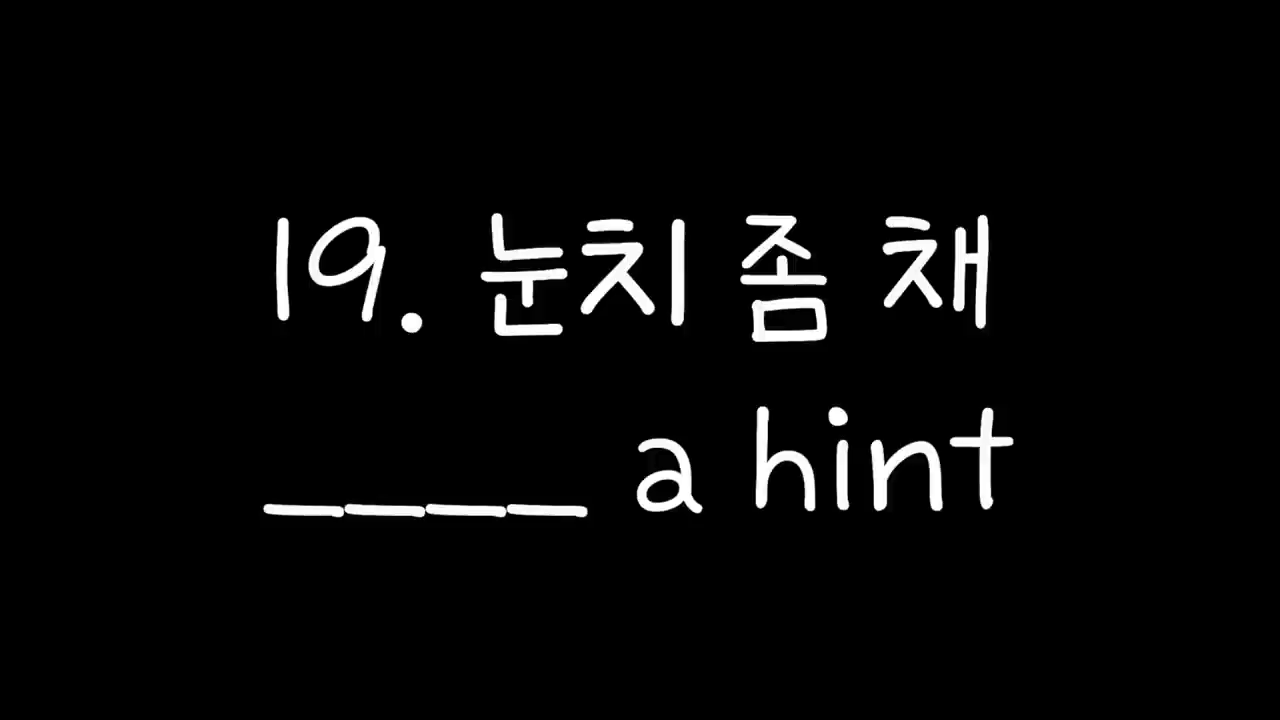 19. 눈치 좀 채
____ a hint